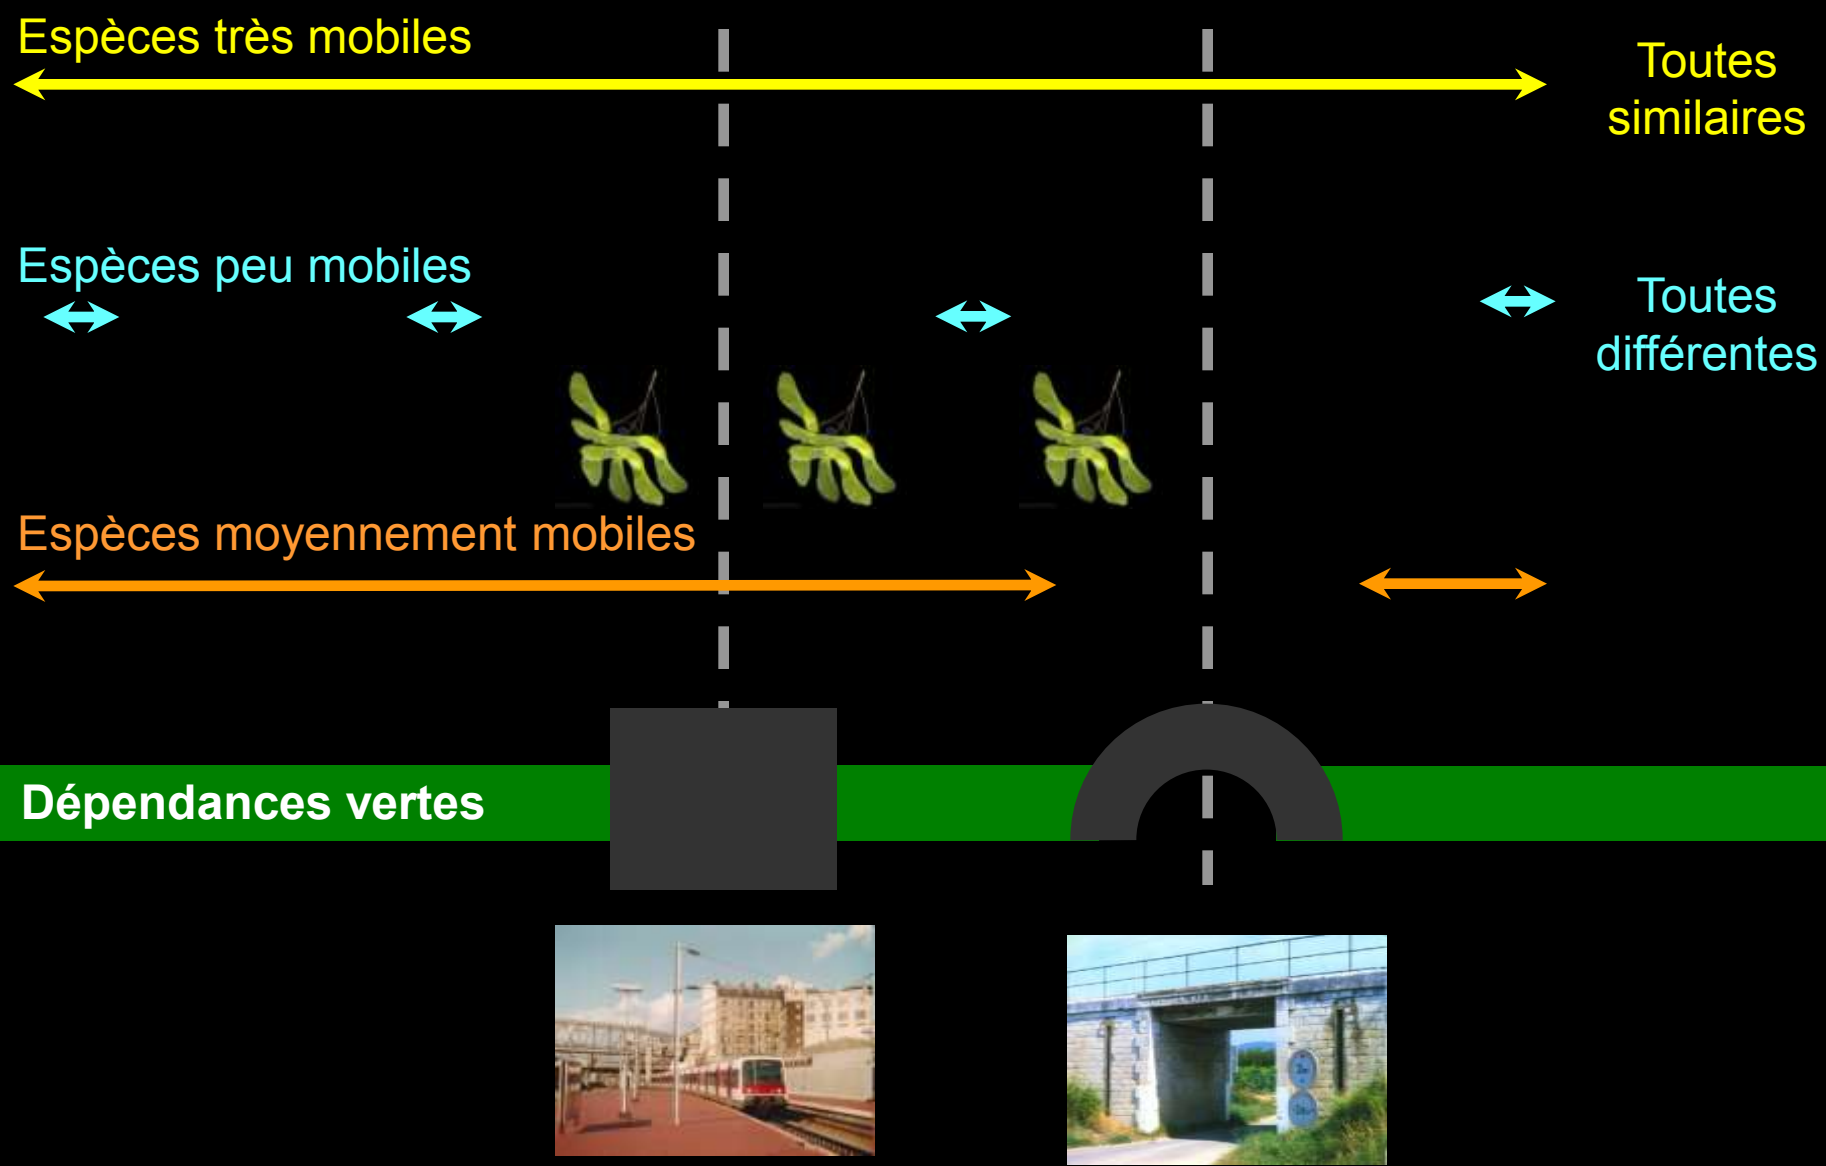 Espèces très mobiles
Toutes
similaires
Espèces peu mobiles
Toutes
différentes
Espèces moyennement mobiles
Dépendances vertes